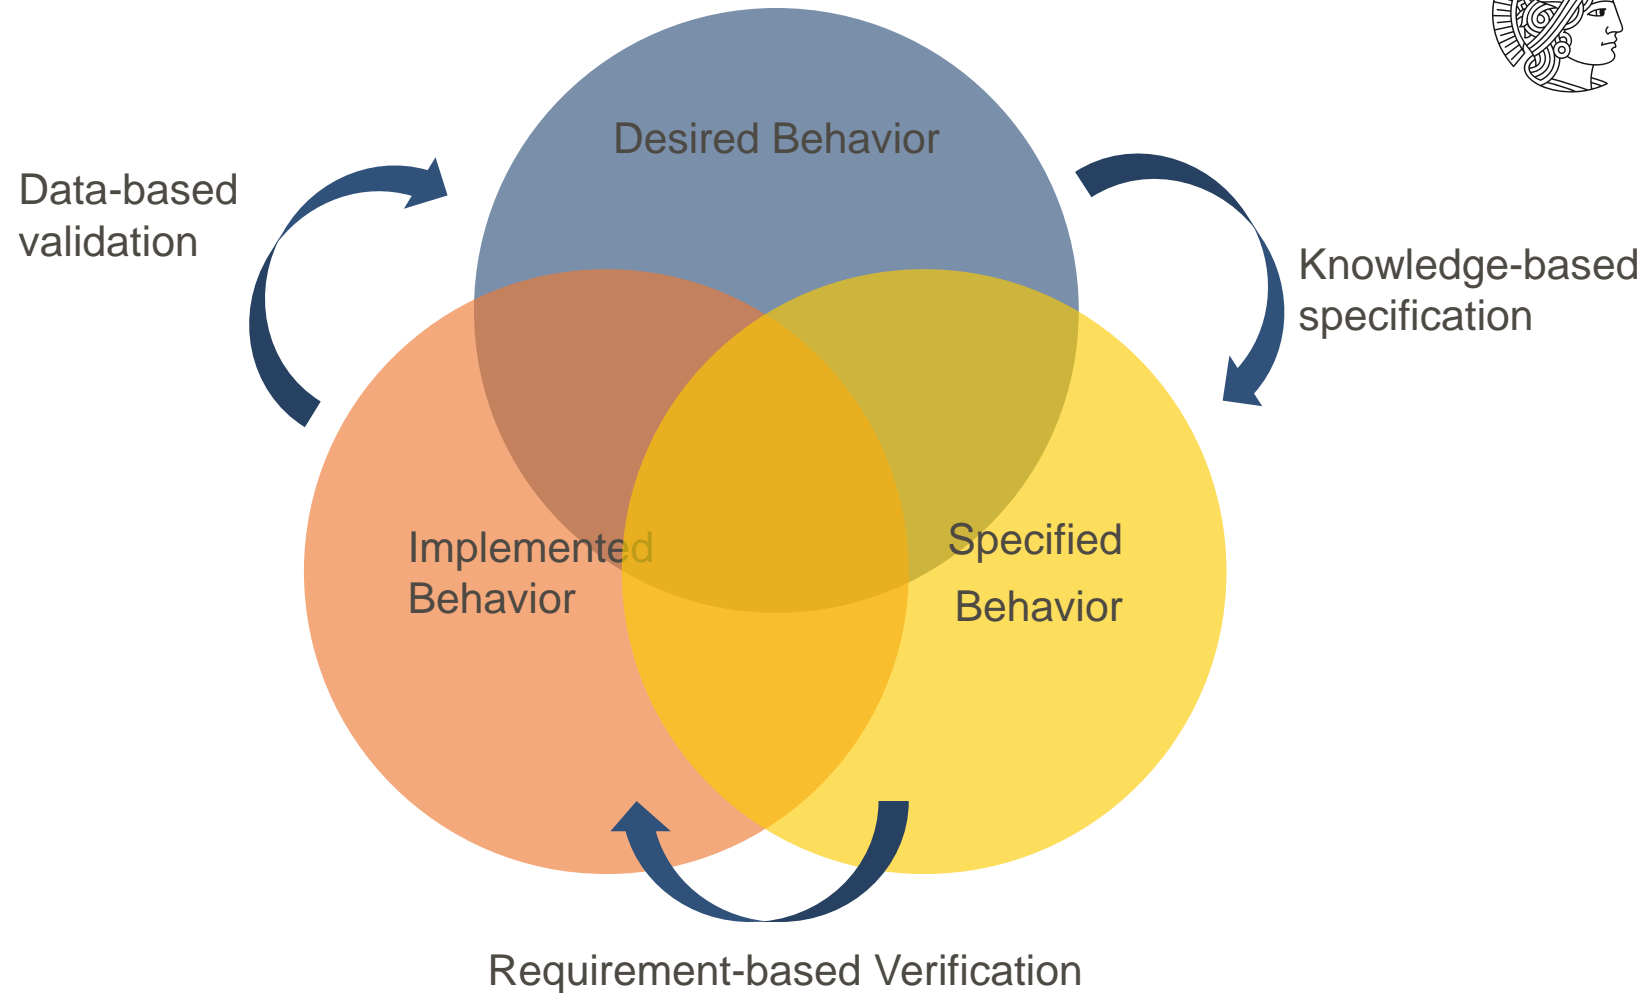 Desired Behavior
Data-based
validation
Knowledge-based
specification
Implemented
Behavior
Specified
Behavior
Requirement-based Verification